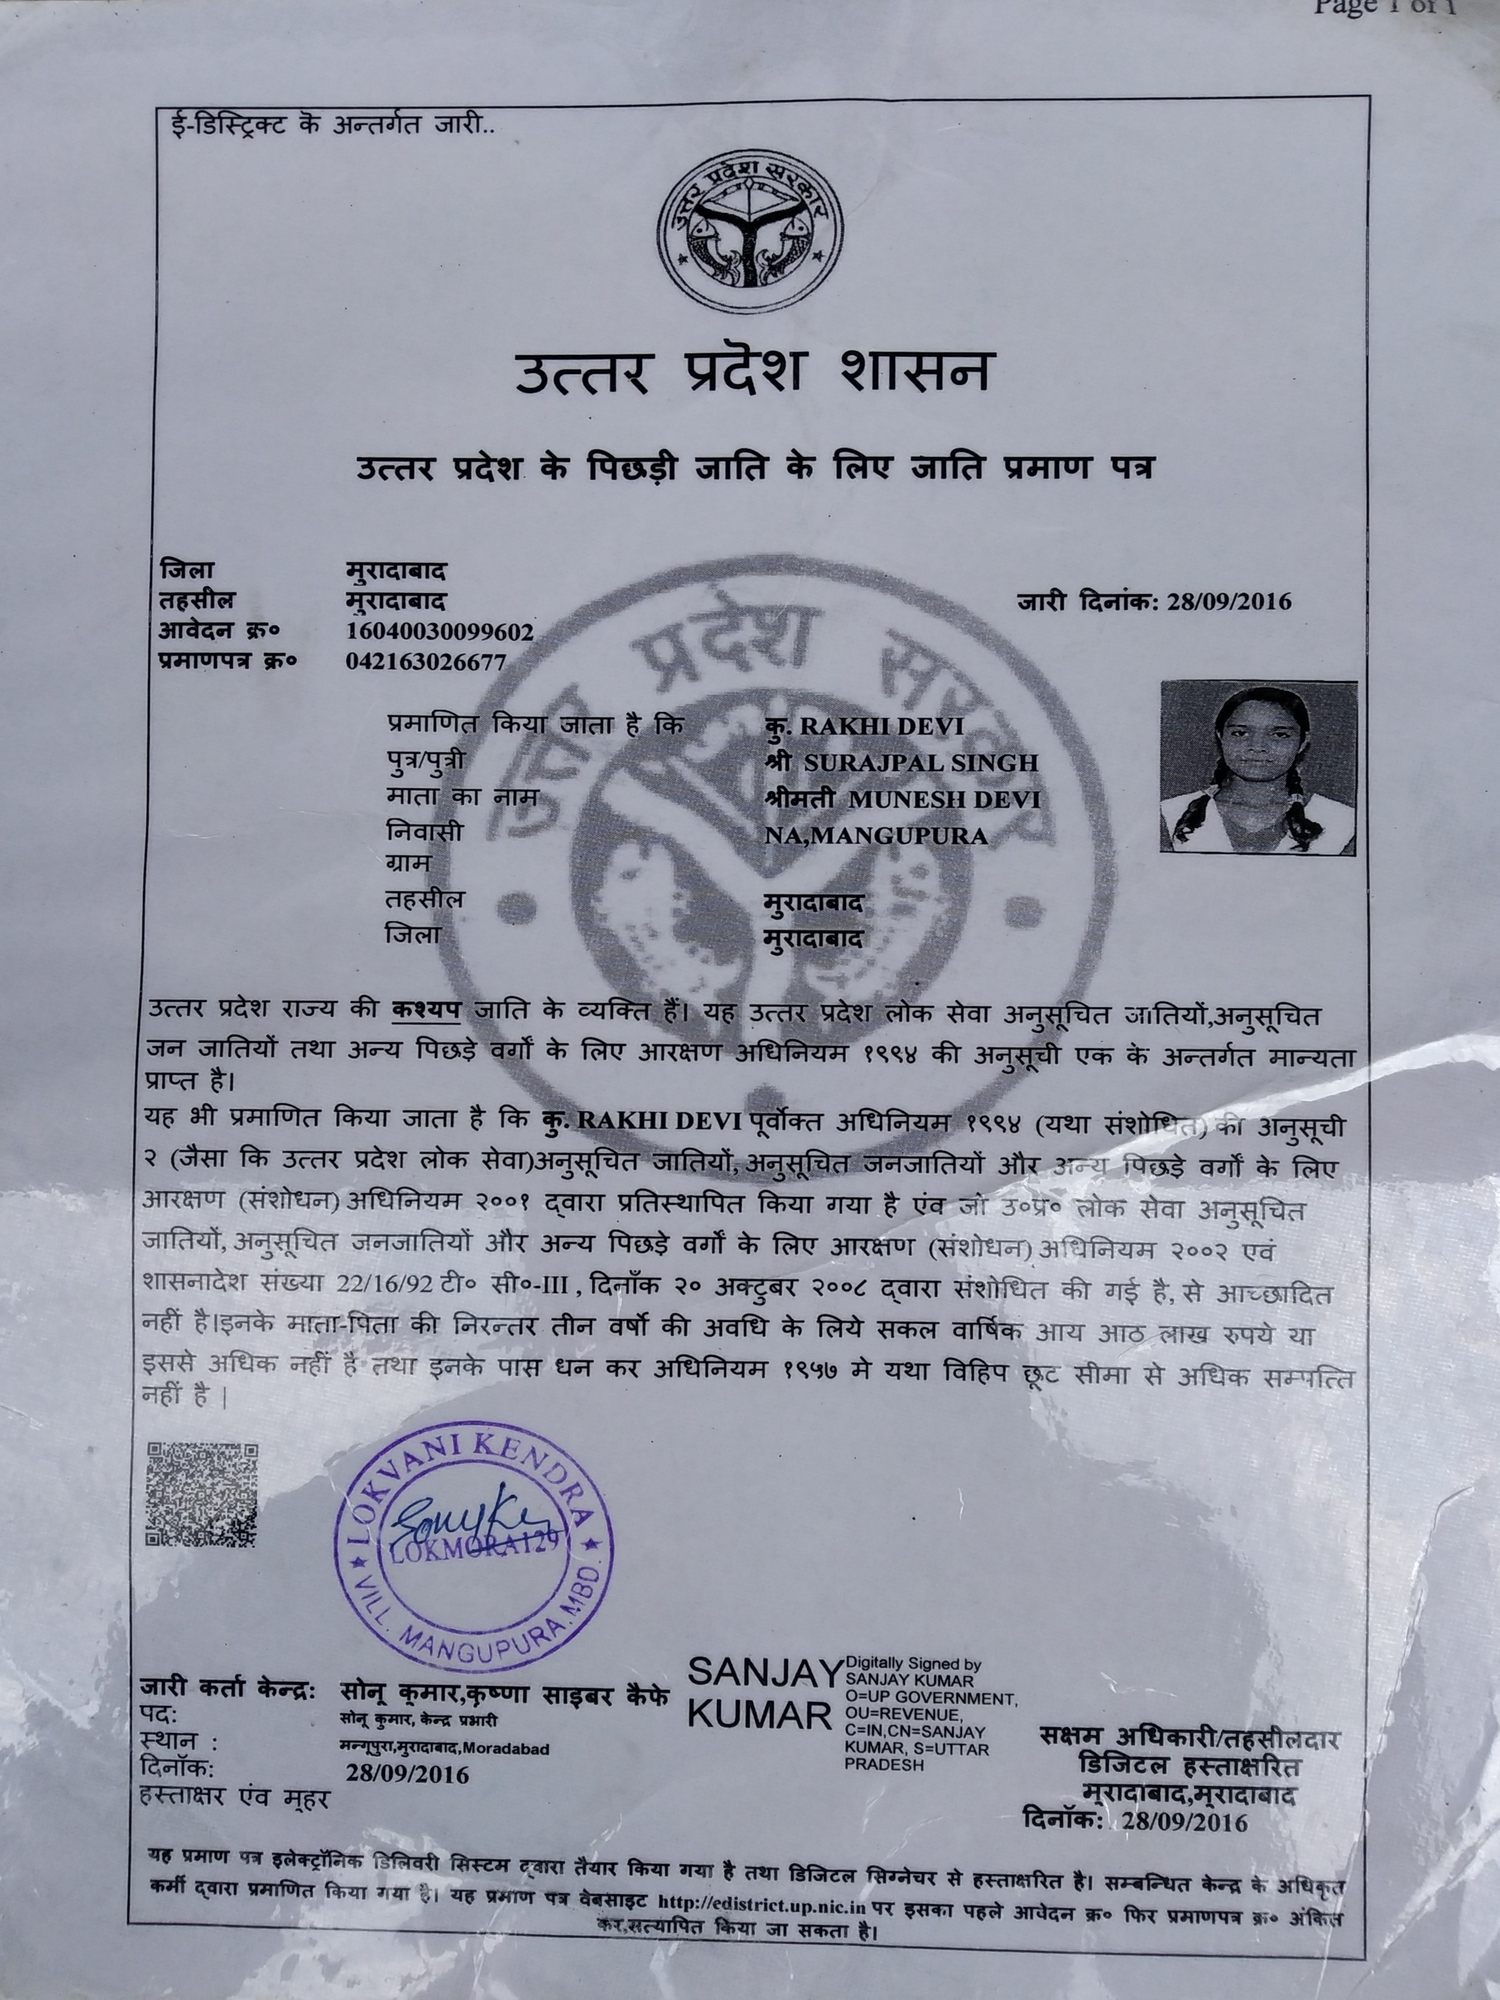 Page 1 of 1
ई-डिस्ट्रिक्ट के अन्तर्गत जारी..
उत्तर प्रदेश सरकार
उत्तर प्रदेश शासन
उत्तर प्रदेश के पिछड़ी जाति के लिए जाति प्रमाण पत्र
जिला मुरादाबाद
तहसील मुरादाबाद जारी दिनांक: 28/09/2016
आवेदन क्र० 16040030099602
प्रमाणपत्र क्र० 042163026677
उत्तर प्रदेश सरकार
प्रमाणित किया जाता है कि कु. RAKHI DEVI
पुत्र/पुत्री श्री SURAJPAL SINGH
माता का नाम श्रीमती MUNESH DEVI
निवासी NA,MANGUPURA
ग्राम
तहसील मुरादाबाद
जिला मुरादाबाद
उत्तर प्रदेश राज्य की कश्यप जाति के व्यक्ति हैं। यह उत्तर प्रदेश लोक सेवा अनुसूचित जातियों,अनुसूचित
जन जातियों तथा अन्य पिछड़े वर्गों के लिए आरक्षण अधिनियम १९९४ की अनुसूची एक के अन्तर्गत मान्यता
प्राप्त है।
यह भी प्रमाणित किया जाता है कि कु. RAKHI DEVI पूर्वोक्त अधिनियम १९९४ (यथा संशोधित) की अनुसूची
२ (जैसा कि उत्तर प्रदेश लोक सेवा)अनुसूचित जातियों, अनुसूचित जनजातियों और अन्य पिछड़े वर्गों के लिए
आरक्षण (संशोधन) अधिनियम २००१ द्वारा प्रतिस्थापित किया गया है एंव जो उ०प्र० लोक सेवा अनुसूचित
जातियों, अनुसूचित जनजातियों और अन्य पिछड़े वर्गों के लिए आरक्षण (संशोधन) अधिनियम २००२ एवं
शासनादेश संख्या 22/16/92 टी० सी०-III , दिनाँक २० अक्टुबर २००८ द्वारा संशोधित की गई है, से आच्छादित
नहीं है।इनके माता-पिता की निरन्तर तीन वर्षो की अवधि के लिये सकल वार्षिक आय आठ लाख रुपये या
इससे अधिक नहीं है तथा इनके पास धन कर अधिनियम १९५७ मे यथा विहिप छूट सीमा से अधिक सम्पत्ति
नहीं है |
LOKVANI KENDRA
LOKMORA129
VILL. MANGUPURA.MBD.
SANJAY KUMAR
Digitally Signed by
SANJAY KUMAR
O=UP GOVERNMENT,
OU=REVENUE,
C=IN,CN=SANJAY
KUMAR, S=UTTAR
PRADESH
जारी कर्ता केन्द्र: सोनू कुमार,कृष्णा साइबर कैफे
पद: सोनू कुमार, केन्द्र प्रभारी
स्थान : मन्गूपुरा,मुरादाबाद,Moradabad
दिनॉक: 28/09/2016
हस्ताक्षर एंव मुहर
सक्षम अधिकारी/तहसीलदार
डिजिटल हस्ताक्षरित
मुरादाबाद,मुरादाबाद
दिनॉक: 28/09/2016
यह प्रमाण पत्र इलेक्ट्रॉनिक डिलिवरी सिस्टम द्वारा तैयार किया गया है तथा डिजिटल सिग्नेचर से हस्ताक्षरित है। सम्बन्धित केन्द्र के अधिकृत
कर्मी द्वारा प्रमाणित किया गया है। यह प्रमाण पत्र वेबसाइट http://edistrict.up.nic.in पर इसका पहले आवेदन क्र० फिर प्रमाणपत्र क्र० अंकित
कर,सत्यापित किया जा सकता है।